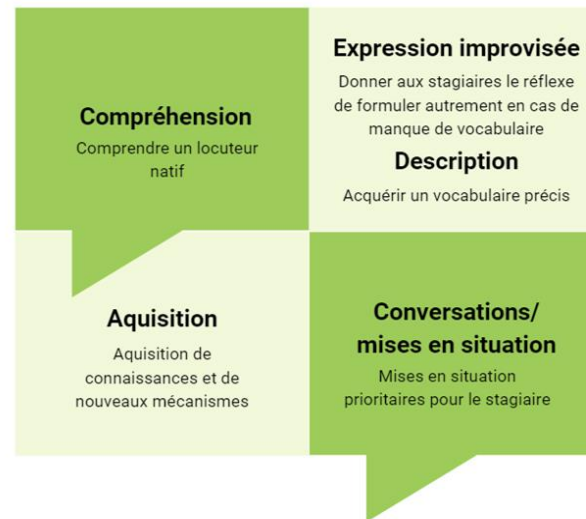 Compréhension
Comprendre un locuteur
natif
Expression improvisée
Donner aux stagiaires le réflexe
de formuler autrement en cas de
manque de vocabulaire
Description
Acquérir un vocabulaire précis
Aquisition
Aquisition de
connaissances et de
nouveaux mécanismes
Conversations/
mises en situation
Mises en situation
prioritaires pour le stagiaire